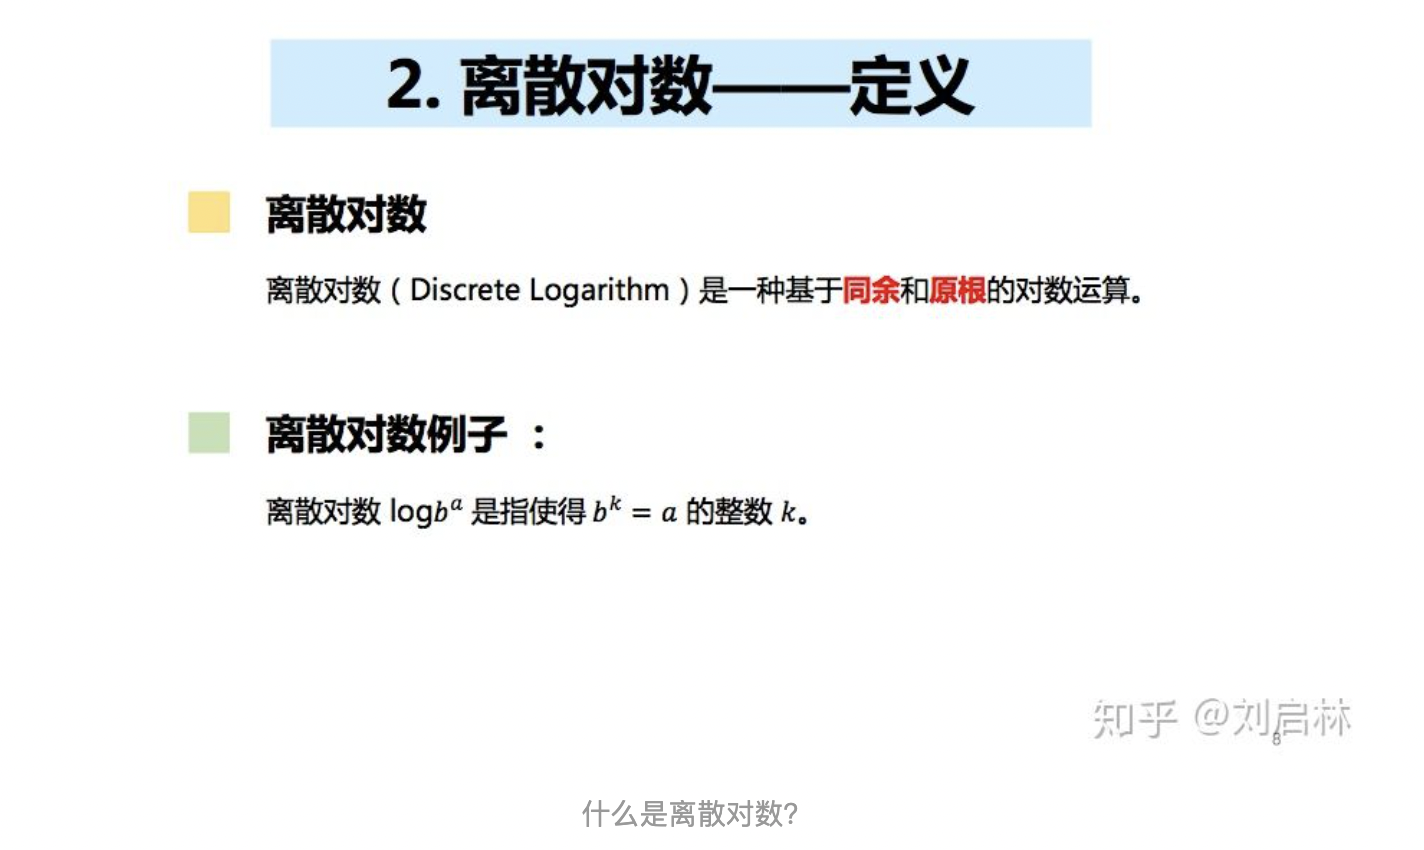 2. 离散对数——定义
离散对数
离散对数（Discrete Logarithm）是一种基于同余和原根的对数运算。
离散对数例子 ：
离散对数 logbᵃ 是指使得 bᵏ = a 的整数 k。
知乎 @刘启林
8
什么是离散对数?